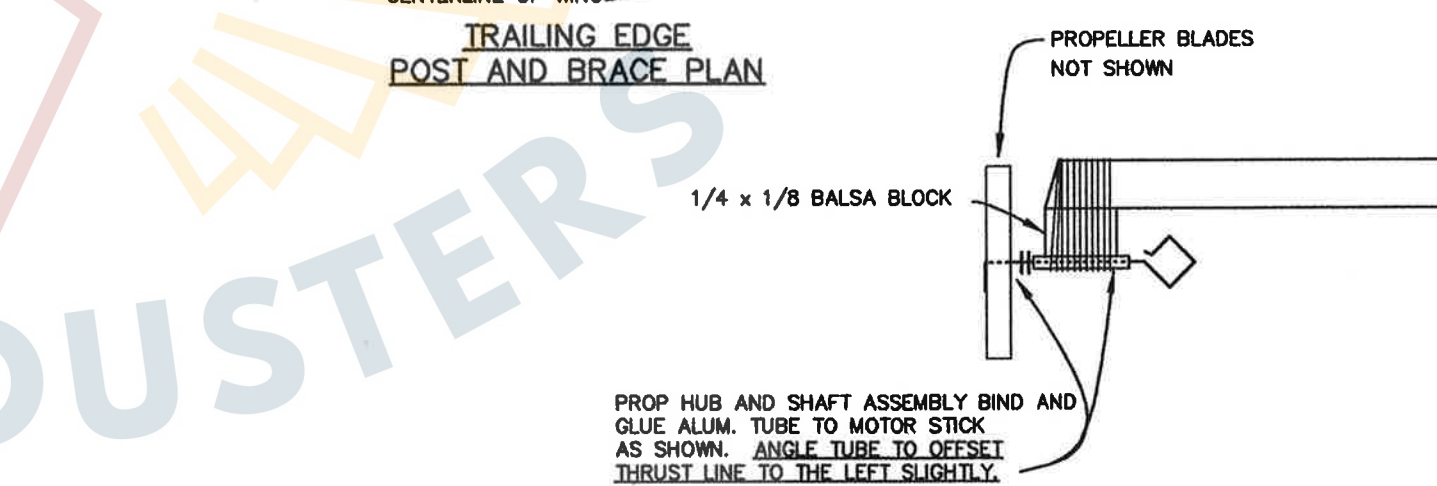 TRAILING EDGE
POST AND BRACE PLAN
PROPELLER BLADES
NOT SHOWN
1/4 x 1/8 BALSA BLOCK
PROP HUB AND SHAFT ASSEMBLY BIND AND
GLUE ALUM. TUBE TO MOTOR STICK
AS SHOWN. ANGLE TUBE TO OFFSET
THRUST LINE TO THE LEFT SLIGHTLY.
USTERS